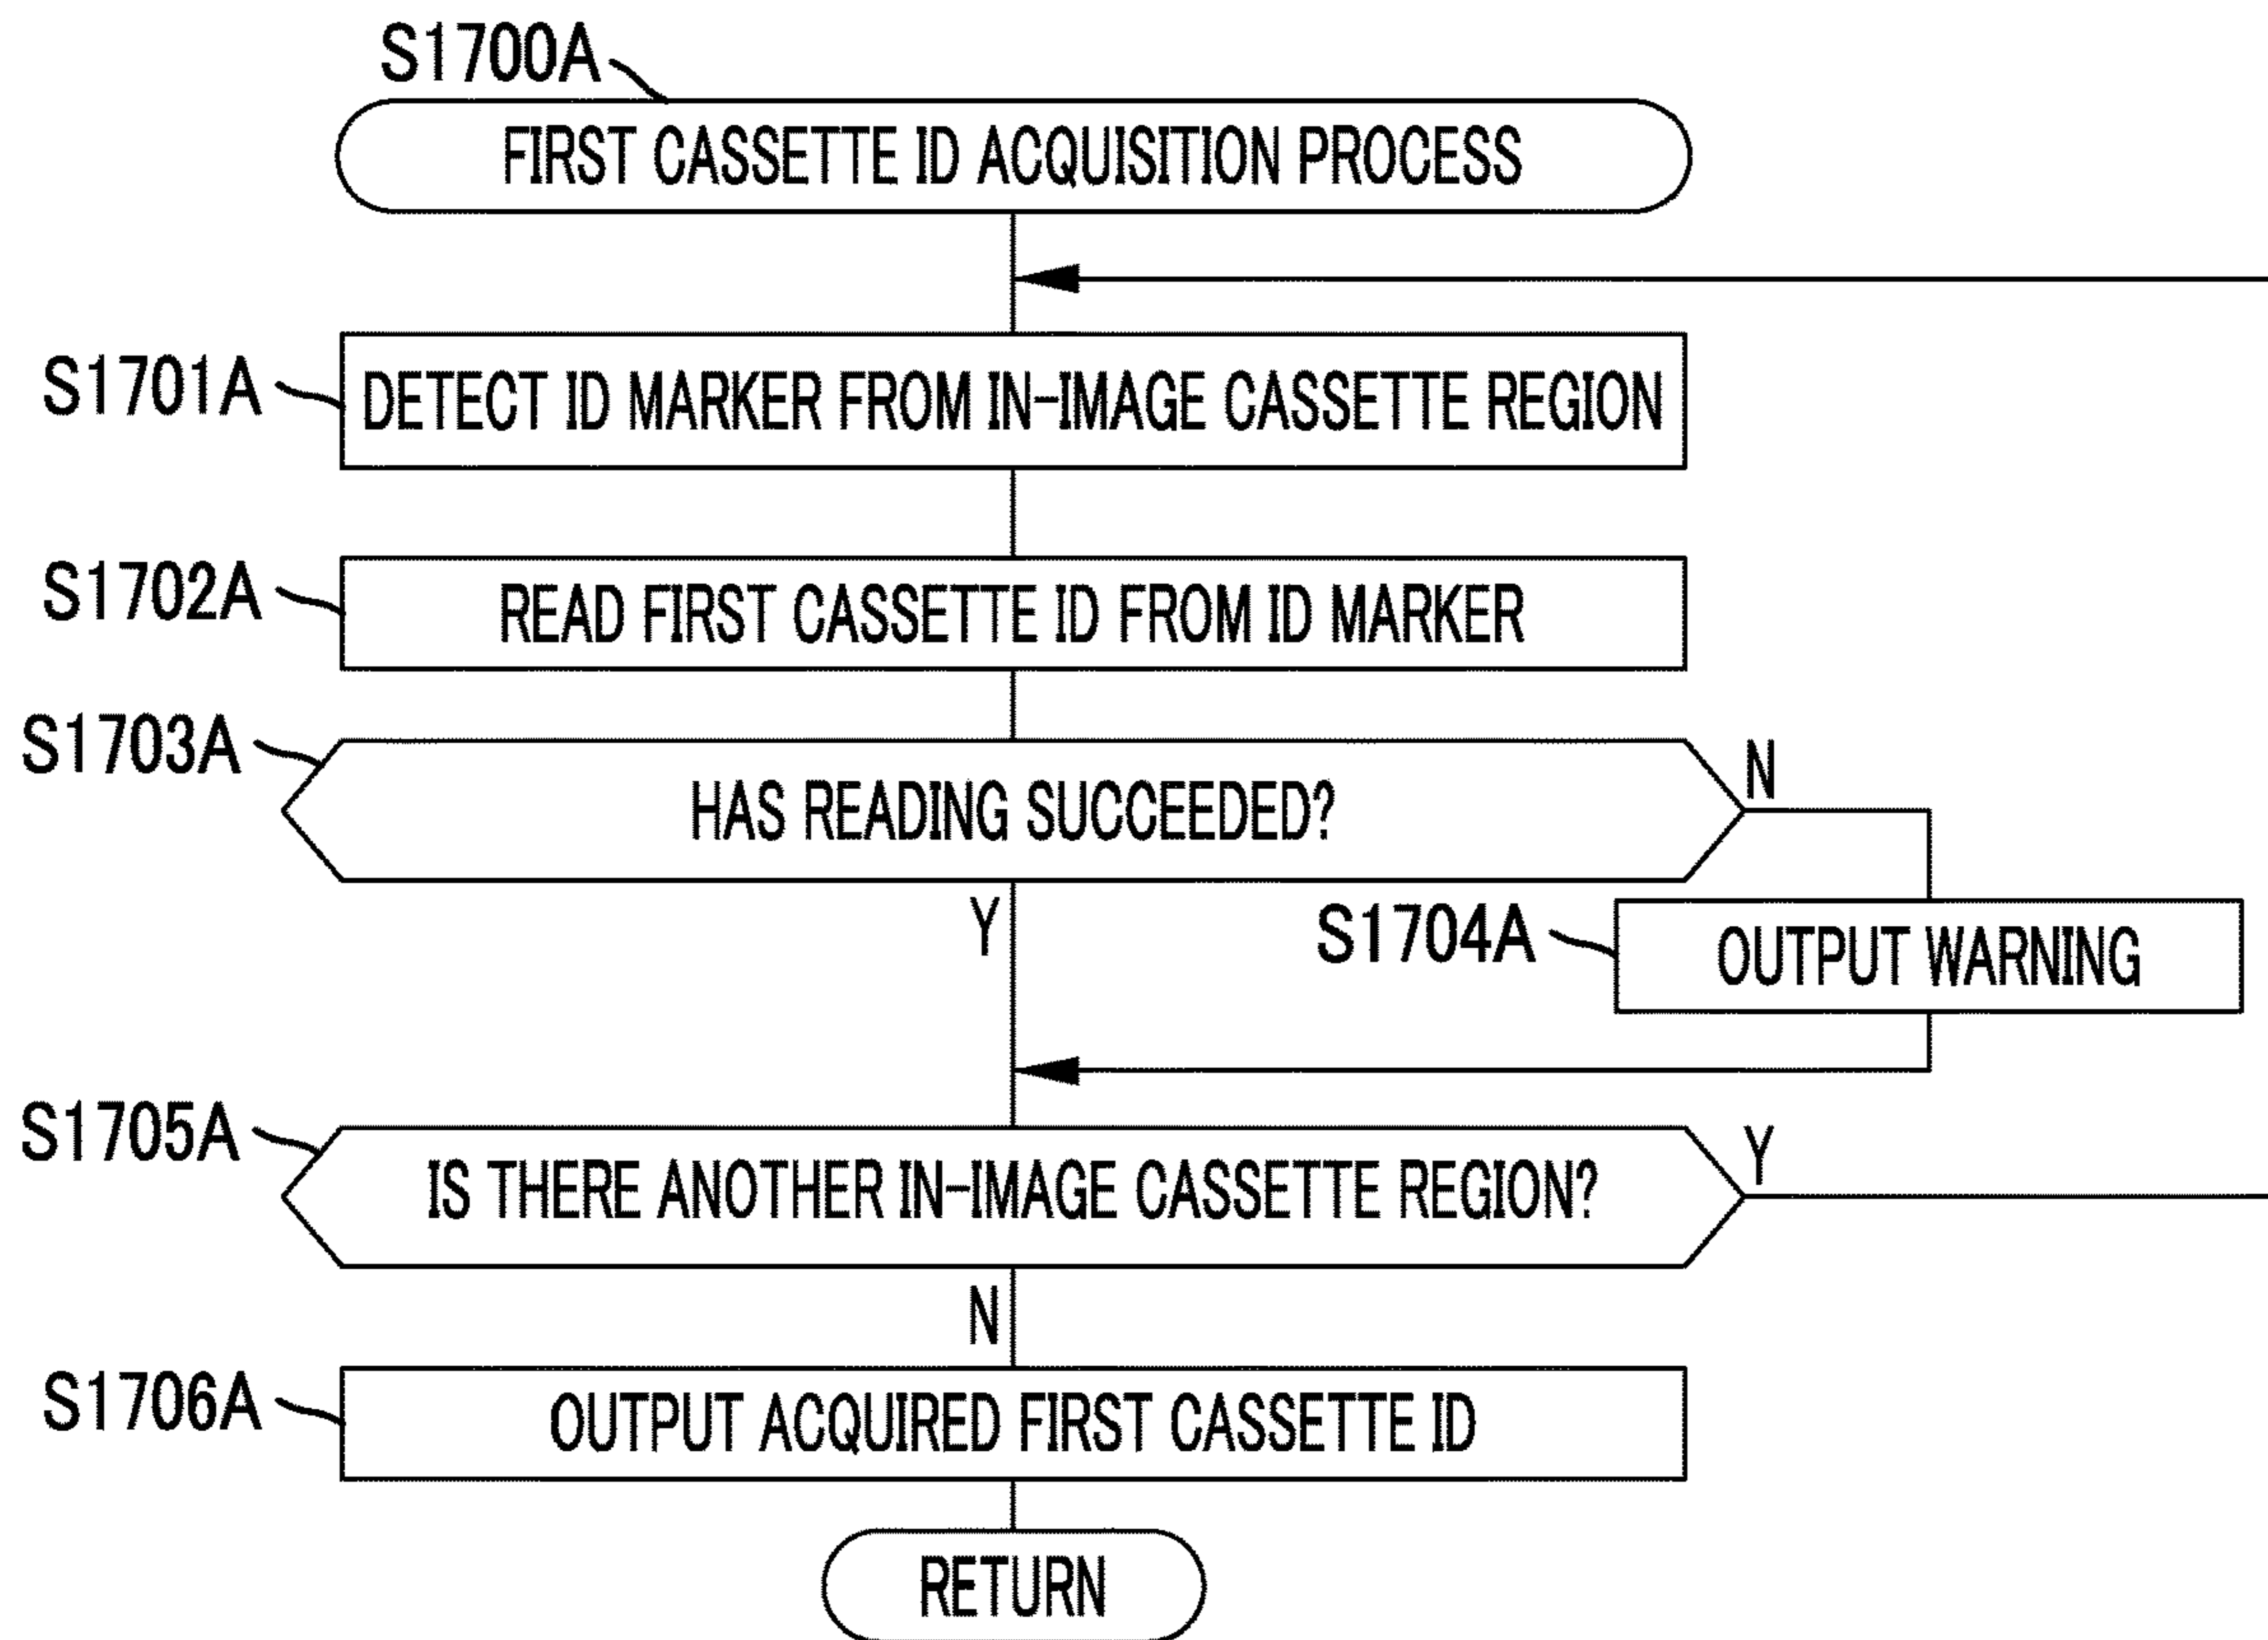 S1700A
FIRST CASSETTE ID ACQUISITION PROCESS
S1701A
DETECT ID MARKER FROM IN-IMAGE CASSETTE REGION
S1702A
READ FIRST CASSETTE ID FROM ID MARKER
S1703A
HAS READING SUCCEEDED?
N
Y
S1704A
OUTPUT WARNING
S1705A
IS THERE ANOTHER IN-IMAGE CASSETTE REGION?
Y
N
S1706A
OUTPUT ACQUIRED FIRST CASSETTE ID
RETURN